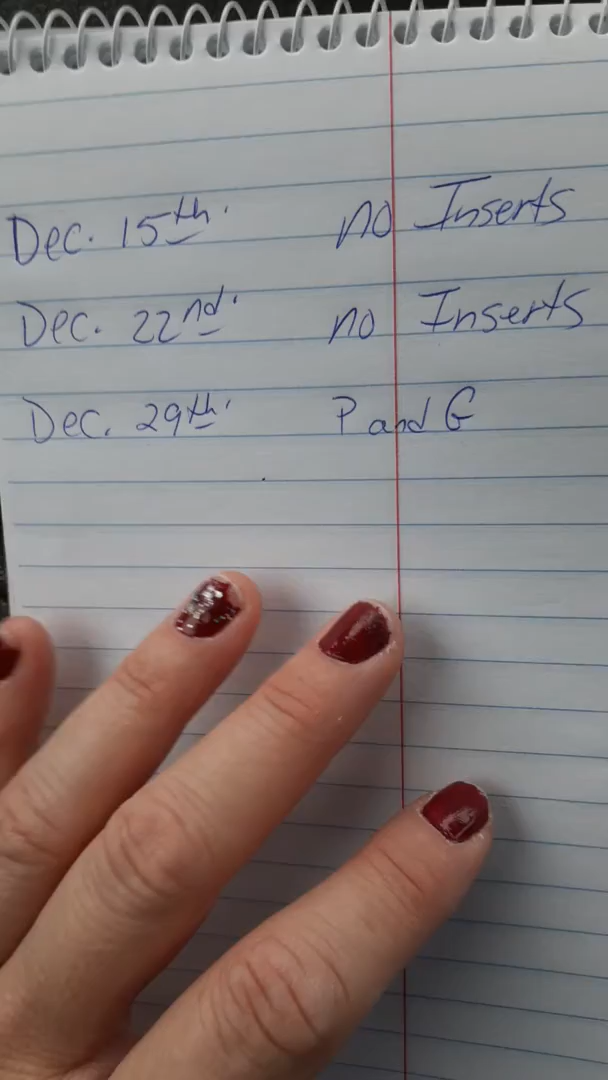 Dec. 15th. no Inserts
Dec. 22nd. no Inserts
Dec. 29th. P and G